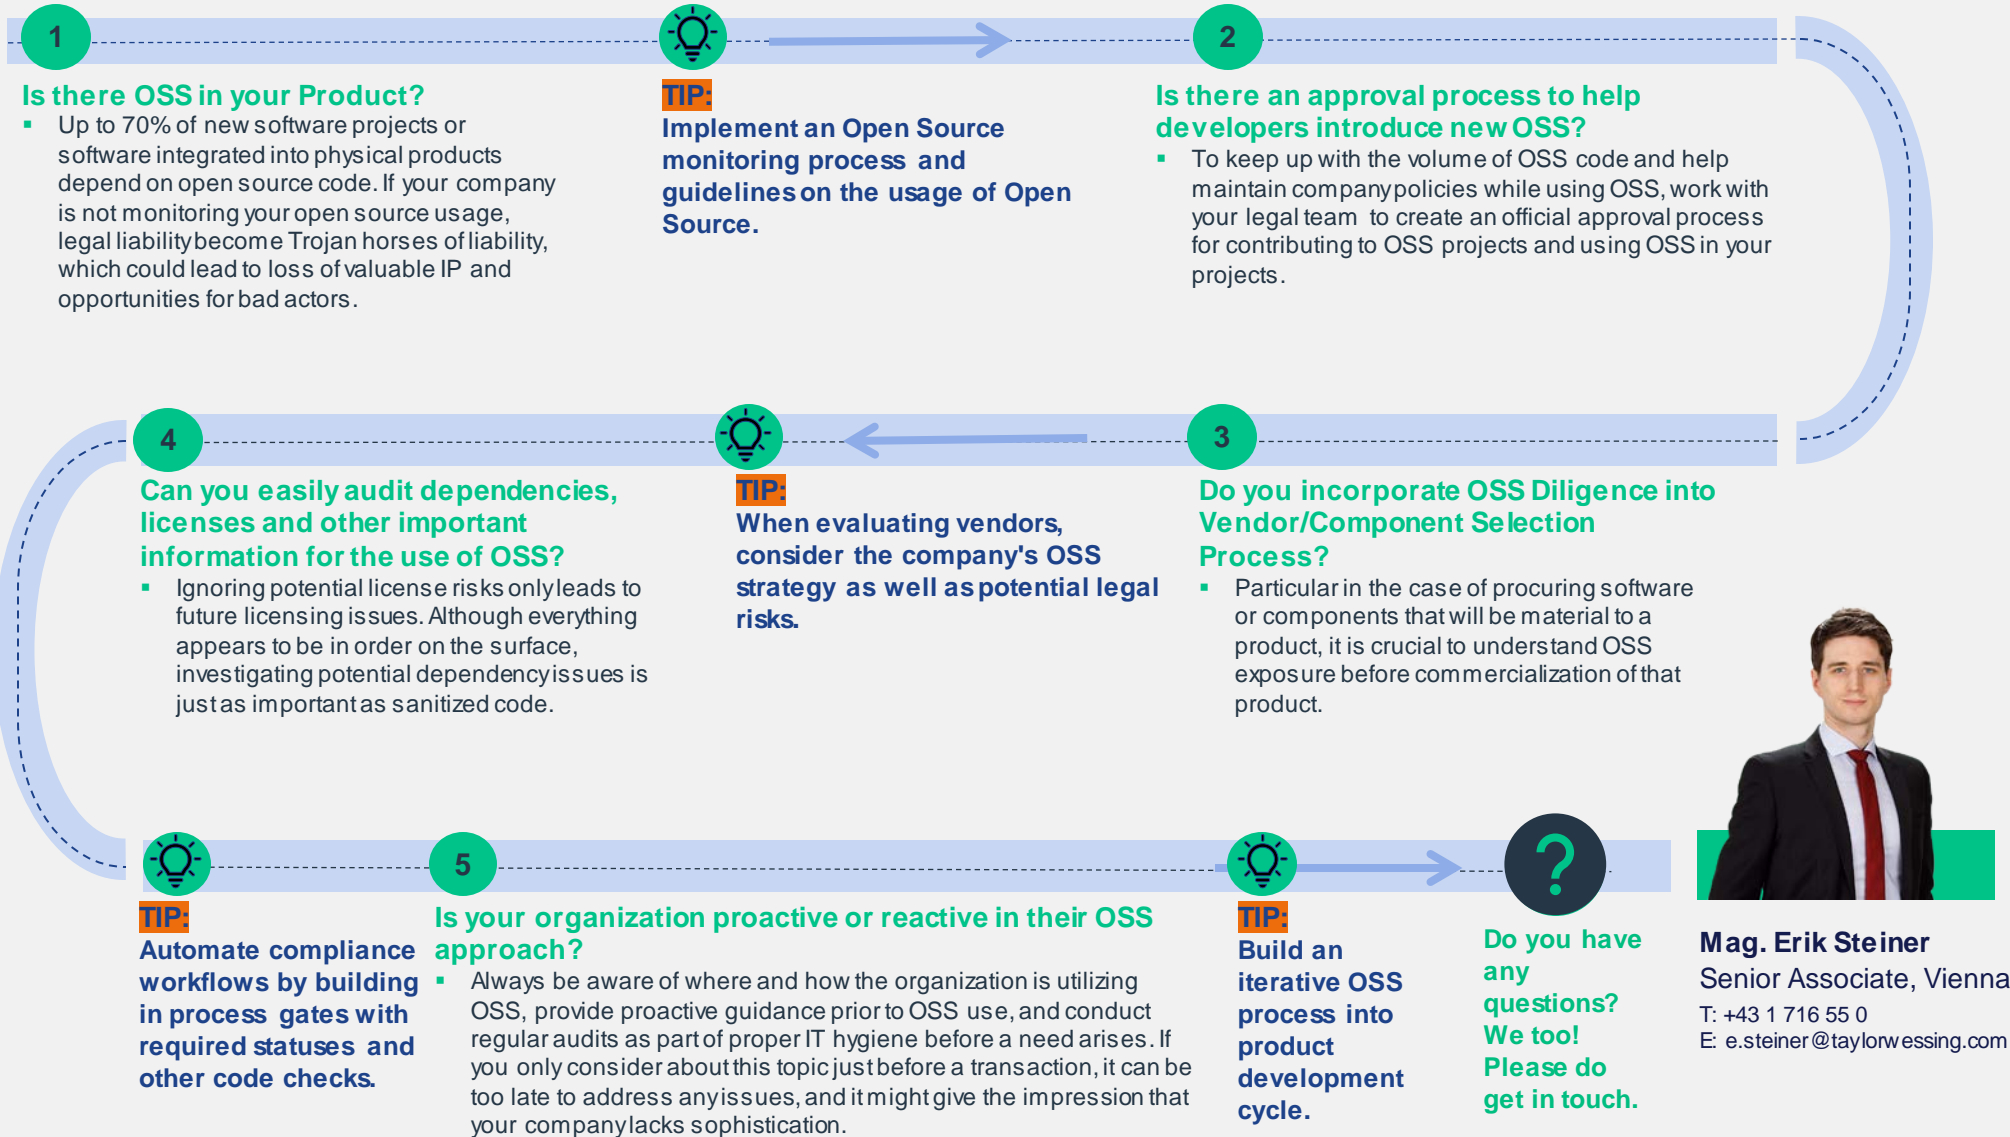 1
Is there OSS in your Product?
▪ Up to 70% of new software projects or
software integrated into physical products
depend on open source code. If your company
is not monitoring your open source usage,
legal liability become Trojan horses of liability,
which could lead to loss of valuable IP and
opportunities for bad actors.
TIP:
Implement an Open Source
monitoring process and
guidelines on the usage of Open
Source.
2
Is there an approval process to help
developers introduce new OSS?
▪ To keep up with the volume of OSS code and help
maintain company policies while using OSS, work with
your legal team to create an official approval process
for contributing to OSS projects and using OSS in your
projects.
3
Do you incorporate OSS Diligence into
Vendor/Component Selection
Process?
▪ Particular in the case of procuring software
or components that will be material to a
product, it is crucial to understand OSS
exposure before commercialization of that
product.
TIP:
When evaluating vendors,
consider the company's OSS
strategy as well as potential legal
risks.
4
Can you easily audit dependencies,
licenses and other important
information for the use of OSS?
▪ Ignoring potential license risks only leads to
future licensing issues. Although everything
appears to be in order on the surface,
investigating potential dependency issues is
just as important as sanitized code.
TIP:
Automate compliance
workflows by building
in process gates with
required statuses and
other code checks.
5
Is your organization proactive or reactive in their OSS
approach?
▪ Always be aware of where and how the organization is utilizing
OSS, provide proactive guidance prior to OSS use, and conduct
regular audits as part of proper IT hygiene before a need arises. If
you only consider about this topic just before a transaction, it can be
too late to address any issues, and it might give the impression that
your company lacks sophistication.
TIP:
Build an
iterative OSS
process into
product
development
cycle.
?
Do you have
any
questions?
We too!
Please do
get in touch.
Mag. Erik Steiner
Senior Associate, Vienna
T: +43 1 716 55 0
E: e.steiner@taylorwessing.com